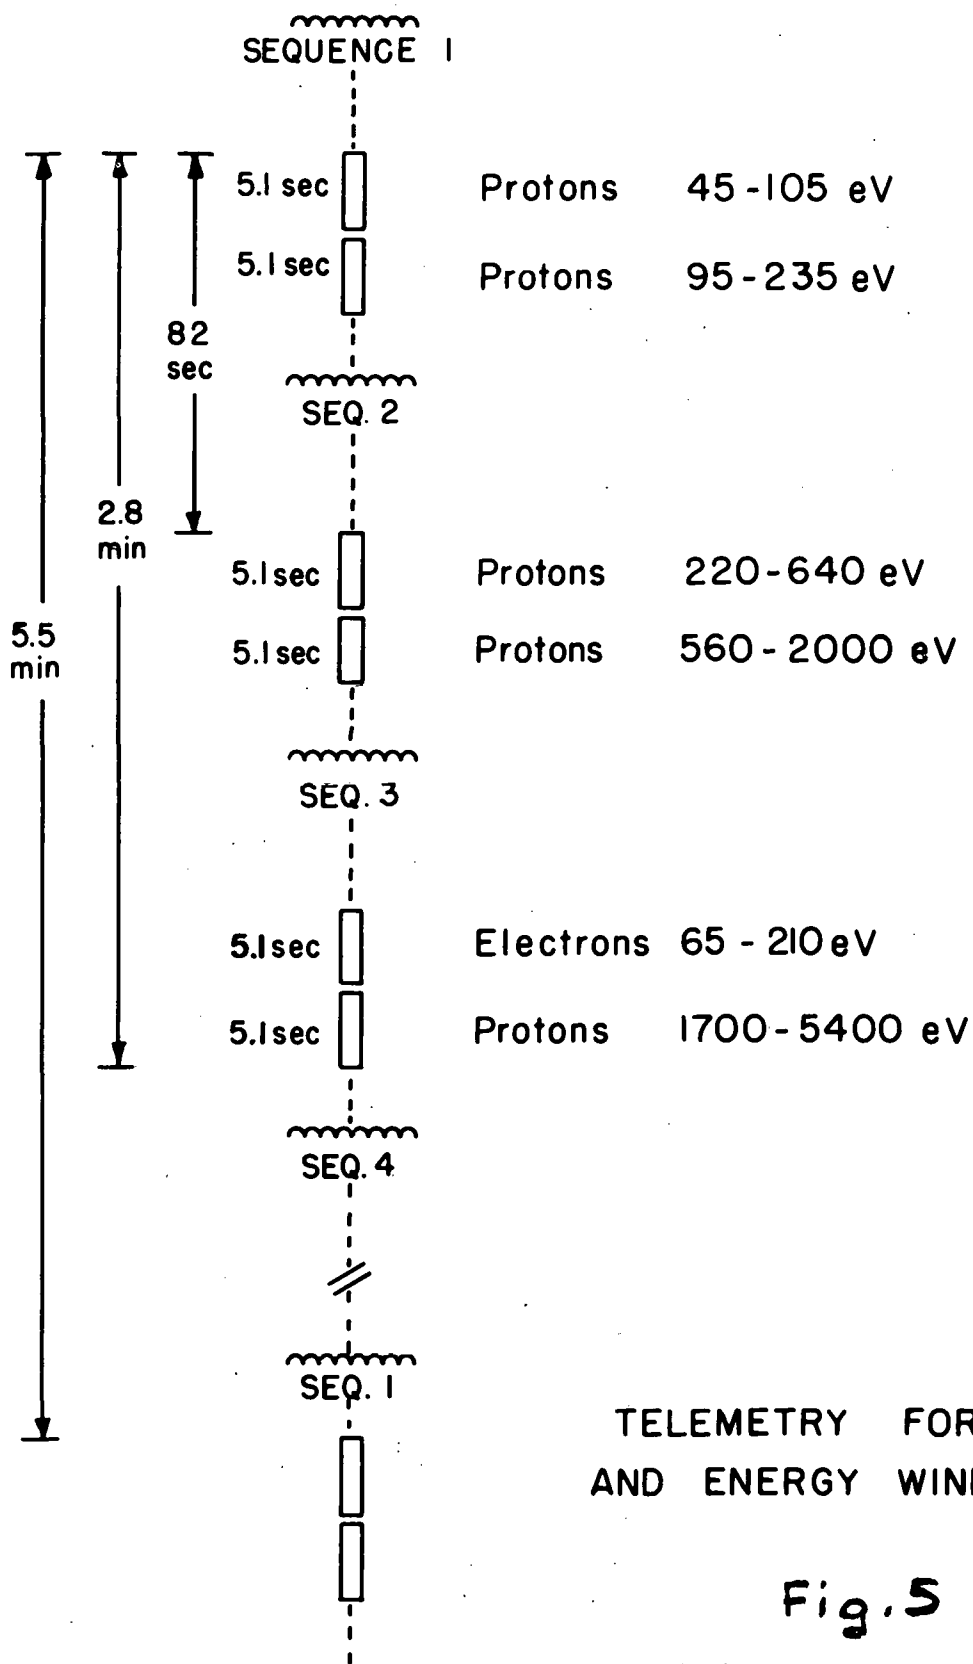 SEQUENCE 1
5.1 sec Protons 45-105 eV
5.1 sec Protons 95-235 eV
82
sec
SEQ. 2
2.8
min
5.1 sec Protons 220-640 eV
5.5
min
5.1 sec Protons 560-2000 eV
SEQ. 3
5.1 sec Electrons 65-210 eV
5.1 sec Protons 1700-5400 eV
SEQ. 4
SEQ. 1
TELEMETRY FOR
AND ENERGY WIN
Fig. 5